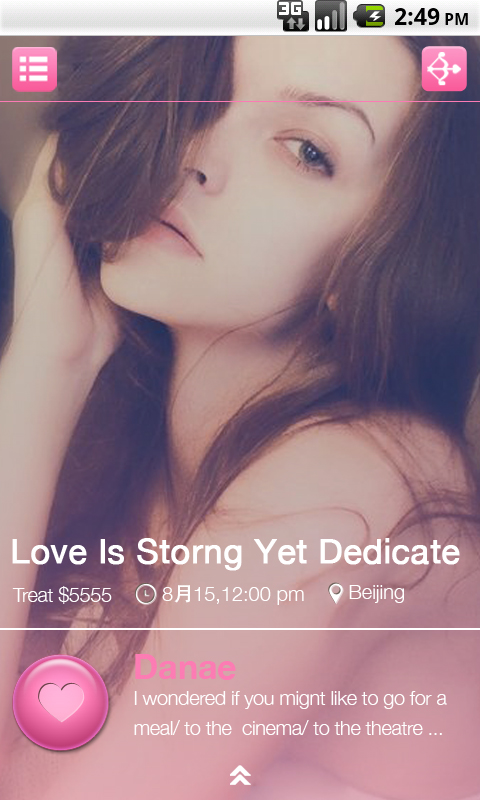 3G
2:49 PM
Love Is Storng Yet Dedicate
Treat $5555 8月15,12:00 pm Beijing
Danae
I wondered if you mignt like to go for a
meal/ to the cinema/ to the theatre ...